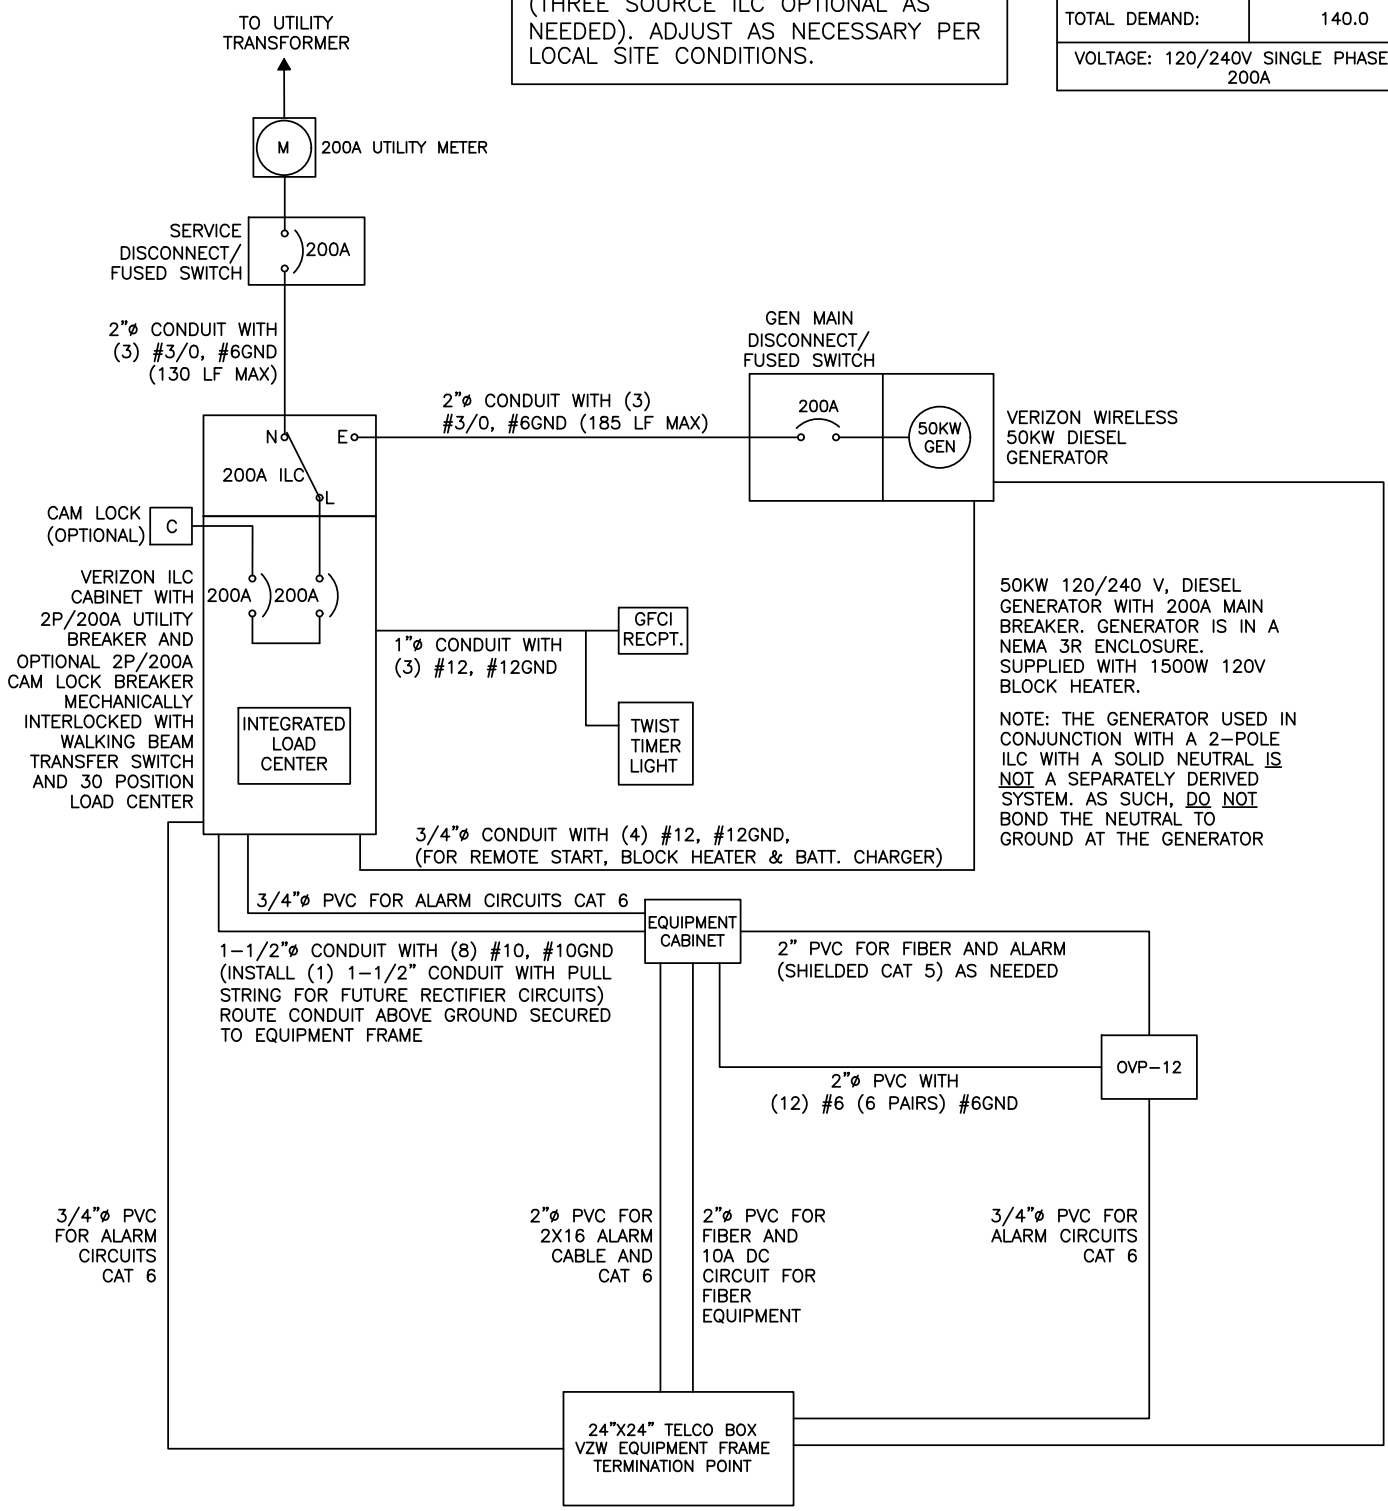 (THREE SOURCE ILC OPTIONAL AS
NEEDED). ADJUST AS NECESSARY PER
LOCAL SITE CONDITIONS.
TOTAL DEMAND: 140.0
VOLTAGE: 120/240V SINGLE PHASE
200A
TO UTILITY
TRANSFORMER
M
200A UTILITY METER
SERVICE
DISCONNECT/
FUSED SWITCH
200A
2"ø CONDUIT WITH
(3) #3/0, #6GND
(130 LF MAX)
GEN MAIN
DISCONNECT/
FUSED SWITCH
2"ø CONDUIT WITH (3)
#3/0, #6GND (185 LF MAX)
200A
50KW
GEN
VERIZON WIRELESS
50KW DIESEL
GENERATOR
N
E
200A ILC
L
CAM LOCK
(OPTIONAL)
C
VERIZON ILC
CABINET WITH
2P/200A UTILITY
BREAKER AND
OPTIONAL 2P/200A
CAM LOCK BREAKER
MECHANICALLY
INTERLOCKED WITH
WALKING BEAM
TRANSFER SWITCH
AND 30 POSITION
LOAD CENTER
200A
200A
INTEGRATED
LOAD
CENTER
1"ø CONDUIT WITH
(3) #12, #12GND
GFCI
RECPT.
TWIST
TIMER
LIGHT
50KW 120/240 V, DIESEL
GENERATOR WITH 200A MAIN
BREAKER. GENERATOR IS IN A
NEMA 3R ENCLOSURE.
SUPPLIED WITH 1500W 120V
BLOCK HEATER.
NOTE: THE GENERATOR USED IN
CONJUNCTION WITH A 2-POLE
ILC WITH A SOLID NEUTRAL IS
NOT A SEPARATELY DERIVED
SYSTEM. AS SUCH, DO NOT
BOND THE NEUTRAL TO
GROUND AT THE GENERATOR
3/4"ø CONDUIT WITH (4) #12, #12GND,
(FOR REMOTE START, BLOCK HEATER & BATT. CHARGER)
3/4"ø PVC FOR ALARM CIRCUITS CAT 6
EQUIPMENT
CABINET
1-1/2"ø CONDUIT WITH (8) #10, #10GND
(INSTALL (1) 1-1/2" CONDUIT WITH PULL
STRING FOR FUTURE RECTIFIER CIRCUITS)
ROUTE CONDUIT ABOVE GROUND SECURED
TO EQUIPMENT FRAME
2" PVC FOR FIBER AND ALARM
(SHIELDED CAT 5) AS NEEDED
OVP-12
2"ø PVC WITH
(12) #6 (6 PAIRS) #6GND
3/4"ø PVC
FOR ALARM
CIRCUITS
CAT 6
2"ø PVC FOR
2X16 ALARM
CABLE AND
CAT 6
2"ø PVC FOR
FIBER AND
10A DC
CIRCUIT FOR
FIBER
EQUIPMENT
3/4"ø PVC FOR
ALARM CIRCUITS
CAT 6
24"X24" TELCO BOX
VZW EQUIPMENT FRAME
TERMINATION POINT